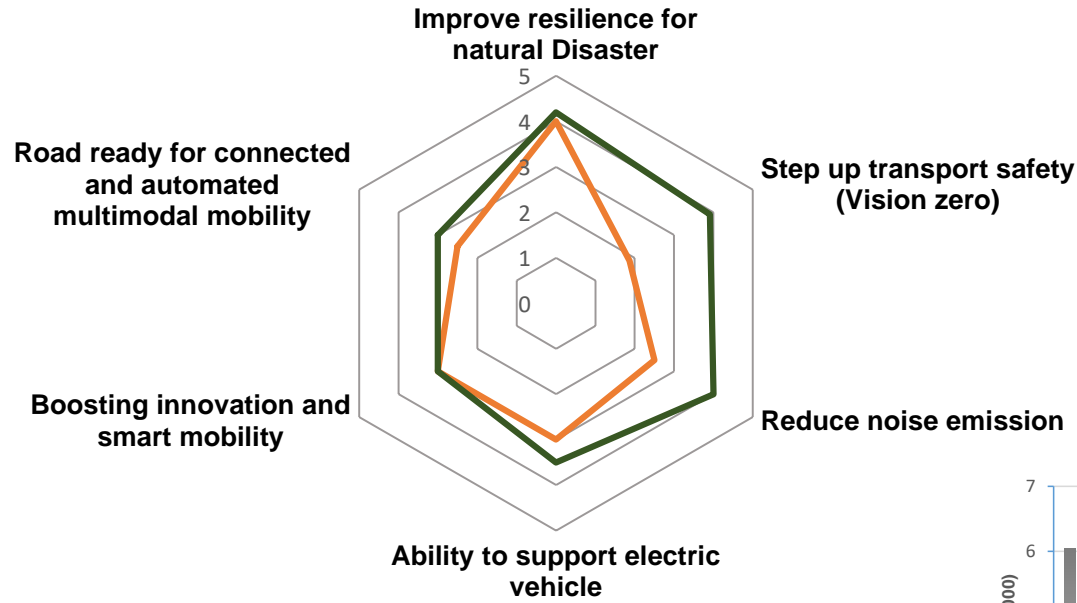 Improve resilience for
natural Disaster
5
4
3
2
1
0
Road ready for connected
and automated
multimodal mobility
Step up transport safety
(Vision zero)
Boosting innovation and
smart mobility
Reduce noise emission
Ability to support electric
vehicle
7
6